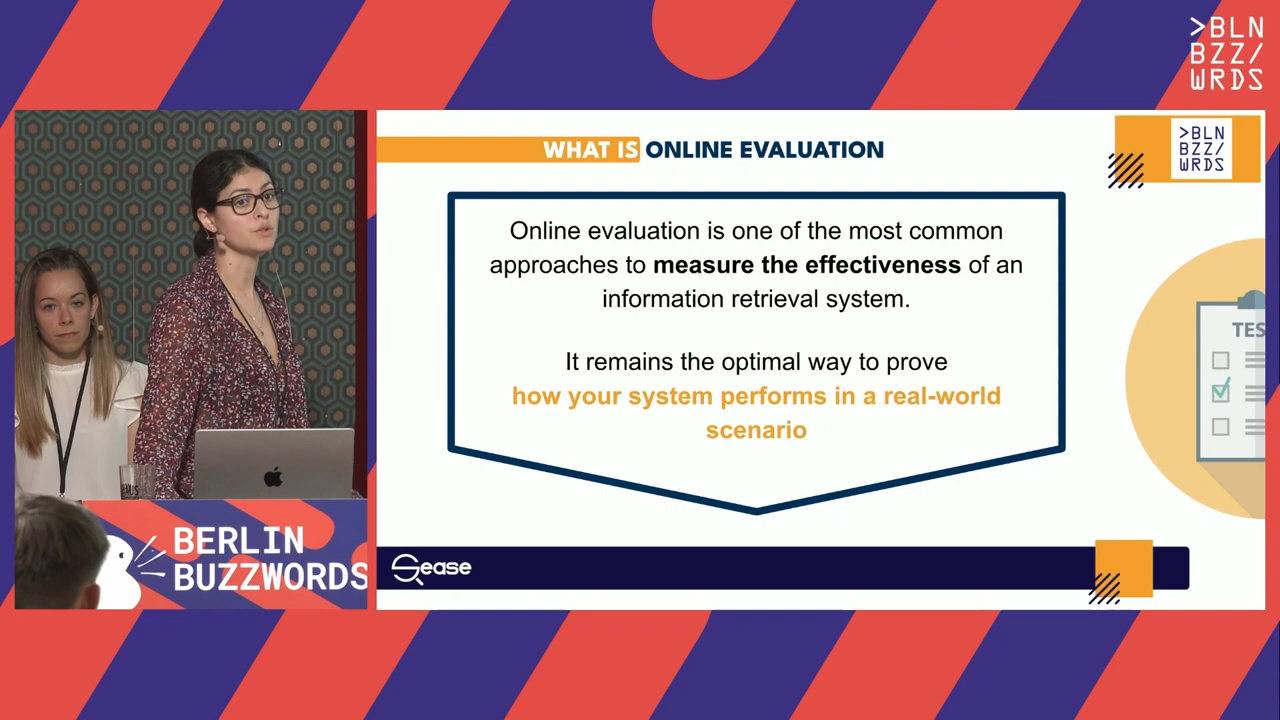 >BLN
BZZ/
WRDS
WHAT IS ONLINE EVALUATION
>BLN
BZZ/
WRDS
Online evaluation is one of the most common
approaches to measure the effectiveness of an
information retrieval system.
It remains the optimal way to prove
how your system performs in a real-world
scenario
TES
Sease
BERLIN
BUZZWORDS